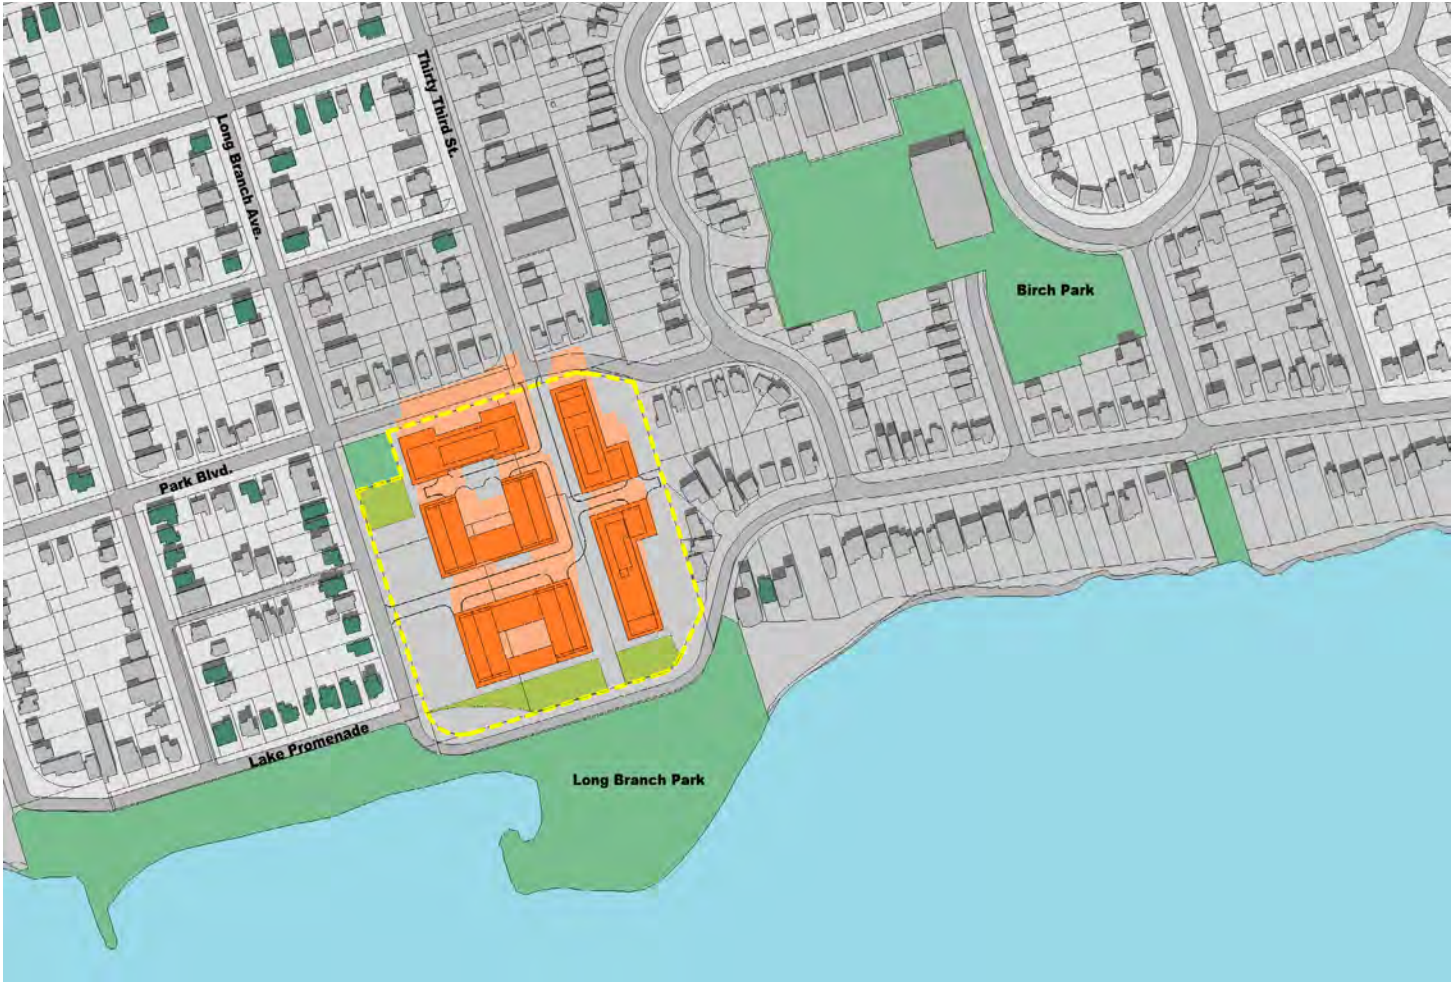 Thirty Third St.
Long Branch Ave.
Birch Park
Park Blvd.
Lake Promenade
Long Branch Park